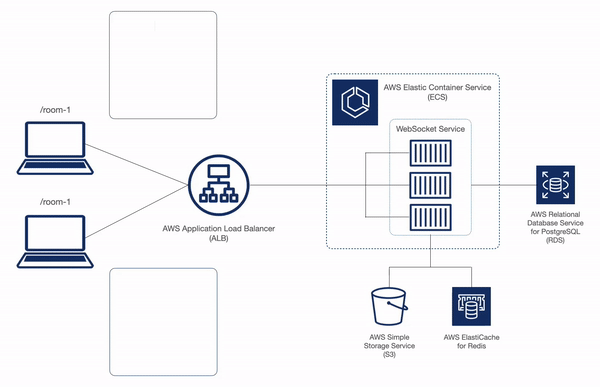 /room-1
/room-1
AWS Application Load Balancer
(ALB)
AWS Elastic Container Service
(ECS)
WebSocket Service
AWS Relational
Database Service
for PostgreSQL
(RDS)
AWS Simple
Storage Service
(S3)
AWS ElastiCache
for Redis